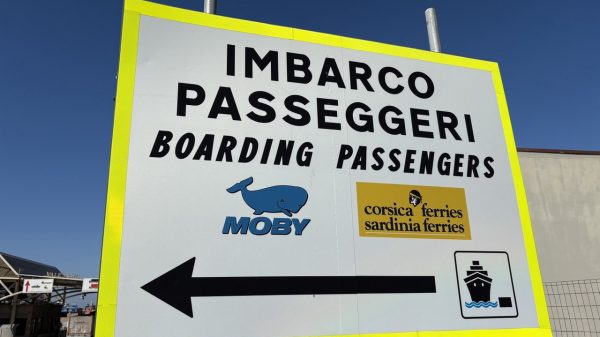 IMBARCO
PASSEGGERI
BOARDING PASSENGERS
MOBY
corsica ferries
sardinia ferries